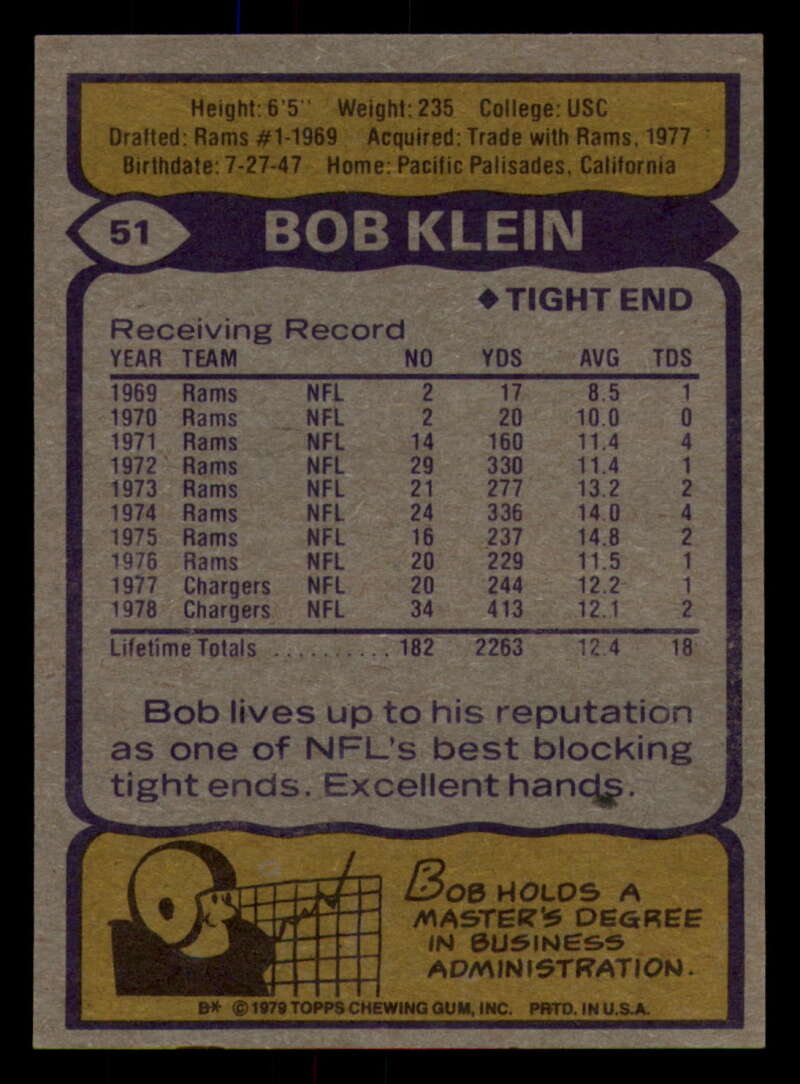 Height: 6'5'' Weight: 235 College: USC
Drafted: Rams #1-1969 Acquired: Trade with Rams, 1977
Birthdate: 7-27-47 Home: Pacific Palisades, California
51 BOB KLEIN
◆TIGHT END
Receiving Record
YEAR TEAM NO YDS AVG TDS
1969 Rams NFL 2 17 8.5 1
1970 Rams NFL 2 20 10.0 0
1971 Rams NFL 14 160 11.4 4
1972 Rams NFL 29 330 11.4 1
1973 Rams NFL 21 277 13.2 2
1974 Rams NFL 24 336 14.0 4
1975 Rams NFL 16 237 14.8 2
1976 Rams NFL 20 229 11.5 1
1977 Chargers NFL 20 244 12.2 1
1978 Chargers NFL 34 413 12.1 2
Lifetime Totals .......... 182 2263 12.4 18
Bob lives up to his reputation
as one of NFL's best blocking
tight ends. Excellent hands.
BOB HOLDS A
MASTER'S DEGREE
IN BUSINESS
ADMINISTRATION.
B* © 1979 TOPPS CHEWING GUM, INC. PRTD. IN U.S.A.